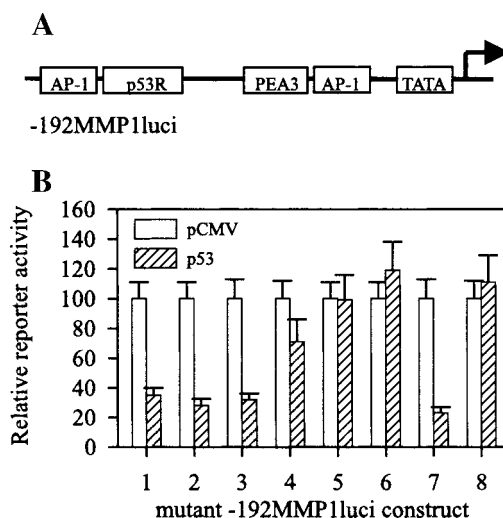 A
AP-1 p53R PEA3 AP-1 TATA
-192MMP1luci
B
160
140
120
100
80
60
40
20
0
Relative reporter activity
pCMV
p53
1 2 3 4 5 6 7 8
mutant -192MMP1luci construct